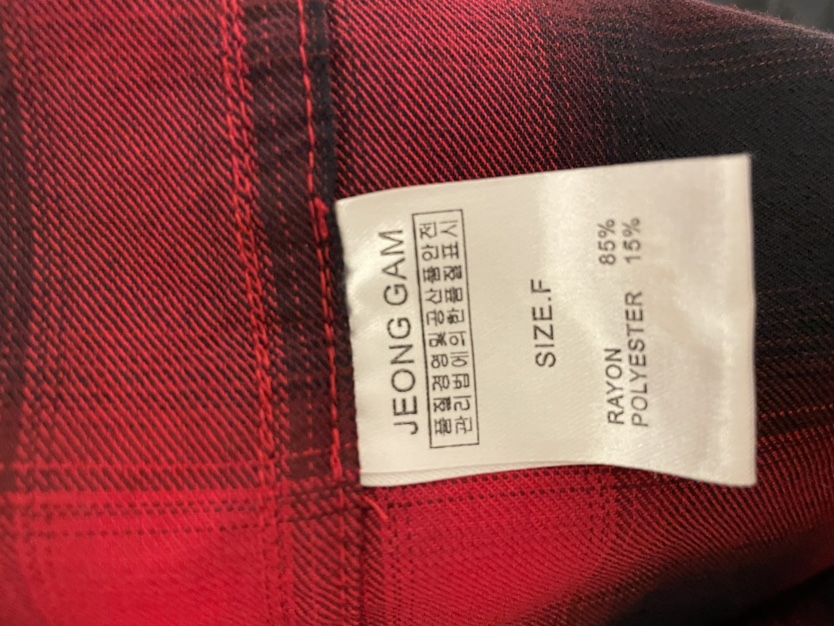 JEONG GAM
품질경영 및 공산품안전
관리법에 의한 품질표시
SIZE.F
RAYON 85%
POLYESTER 15%